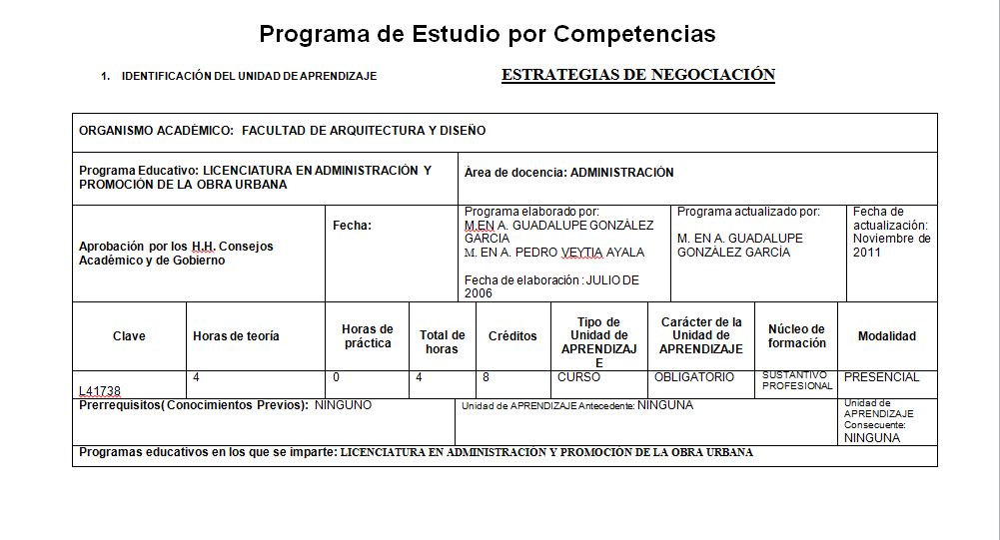 Programa de Estudio por Competencias
1. IDENTIFICACIÓN DEL UNIDAD DE APRENDIZAJE
ESTRATEGIAS DE NEGOCIACIÓN
ORGANISMO ACADÉMICO: FACULTAD DE ARQUITECTURA Y DISEÑO
Programa Educativo: LICENCIATURA EN ADMINISTRACIÓN Y
PROMOCIÓN DE LA OBRA URBANA
Área de docencia: ADMINISTRACIÓN
Aprobación por los H.H. Consejos
Académico y de Gobierno
Fecha:
Programa elaborado por:
M.EN A. GUADALUPE GONZÁLEZ
GARCIA
M. EN A. PEDRO VEYTIA AYALA
Fecha de elaboración : JULIO DE
2006
Programa actualizado por:
M. EN A. GUADALUPE
GONZÁLEZ GARCÍA
Fecha de
actualización:
Noviembre de
2011
Clave
Horas de teoría
Horas de
práctica
Total de
horas
Créditos
Tipo de
Unidad de
APRENDIZAJ
E
Carácter de la
Unidad de
APRENDIZAJE
Núcleo de
formación
Modalidad
L41738
4
0
4
8
CURSO
OBLIGATORIO
SUSTANTIVO
PROFESIONAL
PRESENCIAL
Prerrequisitos( Conocimientos Previos): NINGUNO
Unidad de APRENDIZAJE Antecedente: NINGUNA
Unidad de
APRENDIZAJE
Consecuente:
NINGUNA
Programas educativos en los que se imparte: LICENCIATURA EN ADMINISTRACIÓN Y PROMOCIÓN DE LA OBRA URBANA